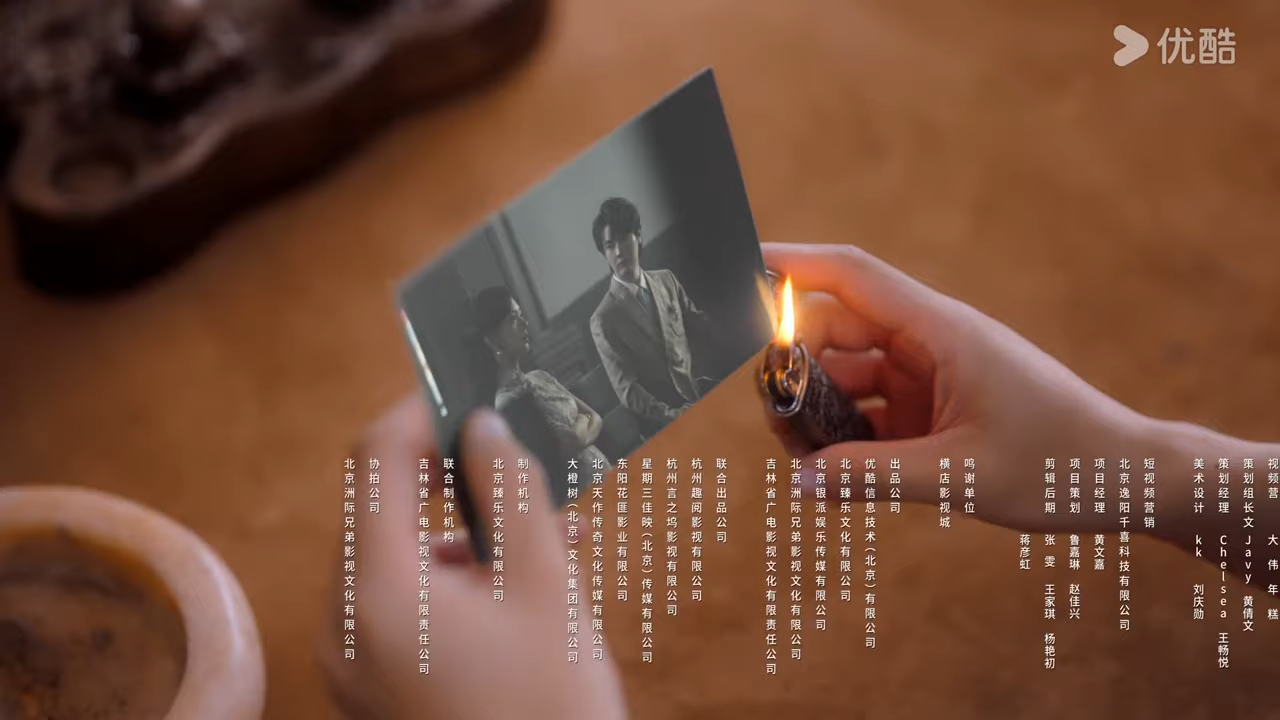 优酷
视频营 大伟 年糕
策划组长文 Javy 黄倩文
策划经理 Chelsea 王畅悦
美术设计 kk 刘庆勋
短视频营销
北京逸阳千喜科技有限公司
项目经理 黄文嘉
项目策划 鲁嘉琳 赵佳兴
剪辑后期 张雯 王家琪 杨艳初
蒋彦虹
鸣谢单位
横店影视城
出品公司
优酷信息技术(北京)有限公司
北京臻乐文化有限公司
北京银派娱乐传媒有限公司
北京洲际兄弟影视文化有限公司
吉林省广电影视文化有限责任公司
联合出品公司
杭州趣阅影视有限公司
杭州言之坞影视有限公司
星期三佳映(北京)传媒有限公司
东阳花匪影业有限公司
北京天作传奇文化传媒有限公司
大橙树(北京)文化集团有限公司
制作机构
北京臻乐文化有限公司
联合制作机构
吉林省广电影视文化有限责任公司
协拍公司
北京洲际兄弟影视文化有限公司